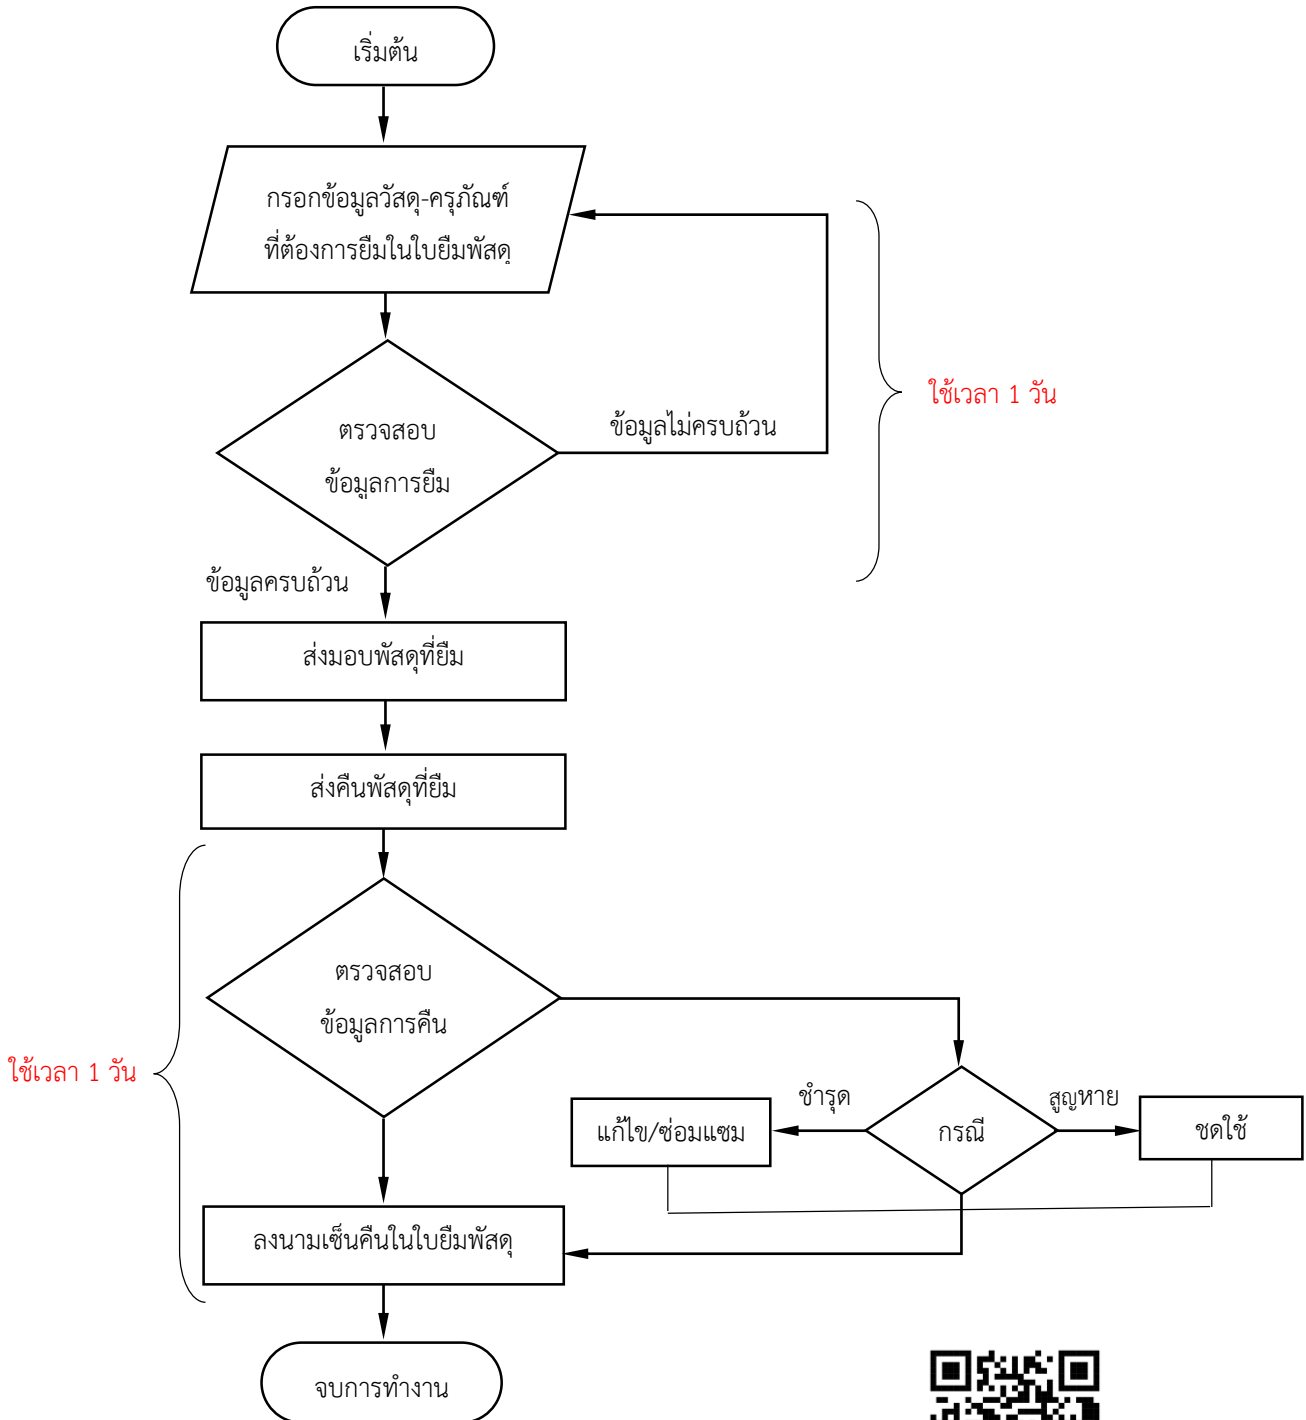 เริ่มต้น
กรอกข้อมูลวัสดุ-ครุภัณฑ์
ที่ต้องการยืมในใบยืมพัสดุ
ใช้เวลา 1 วัน
ข้อมูลไม่ครบถ้วน
ตรวจสอบ
ข้อมูลการยืม
ข้อมูลครบถ้วน
ส่งมอบพัสดุที่ยืม
ส่งคืนพัสดุที่ยืม
ตรวจสอบ
ข้อมูลการคืน
ใช้เวลา 1 วัน
ชำรุด
สูญหาย
แก้ไข/ซ่อมแซม
กรณี
ชดใช้
ลงนามเซ็นคืนในใบยืมพัสดุ
จบการทำงาน